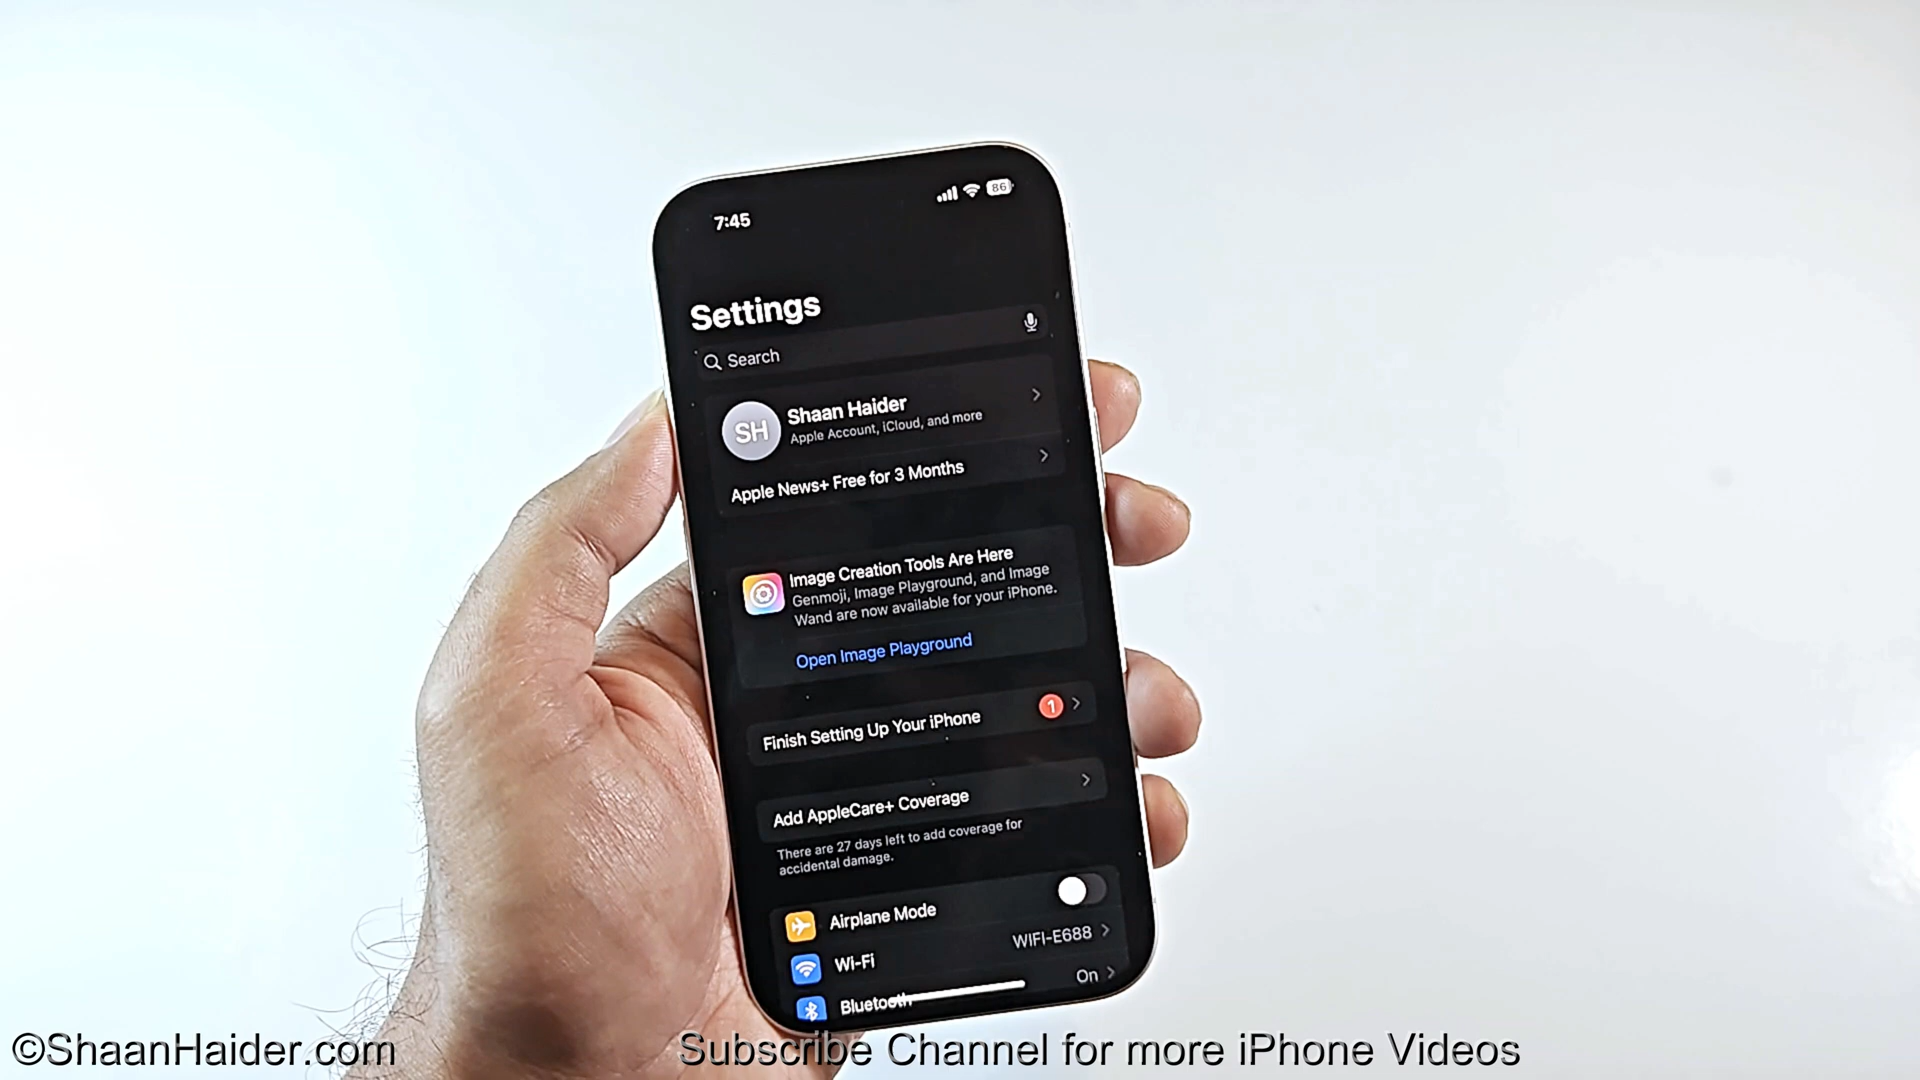 7:45
86
Settings
Search
SH
Shaan Haider
Apple Account, iCloud, and more
Apple News+ Free for 3 Months
Image Creation Tools Are Here
Genmoji, Image Playground, and Image
Wand are now available for your iPhone.
Open Image Playground
Finish Setting Up Your iPhone
1
Add AppleCare+ Coverage
There are 27 days left to add coverage for
accidental damage.
Airplane Mode
Wi-Fi
WIFI-E688
Bluetooth
On
©ShaanHaider.com
Subscribe Channel for more iPhone Videos